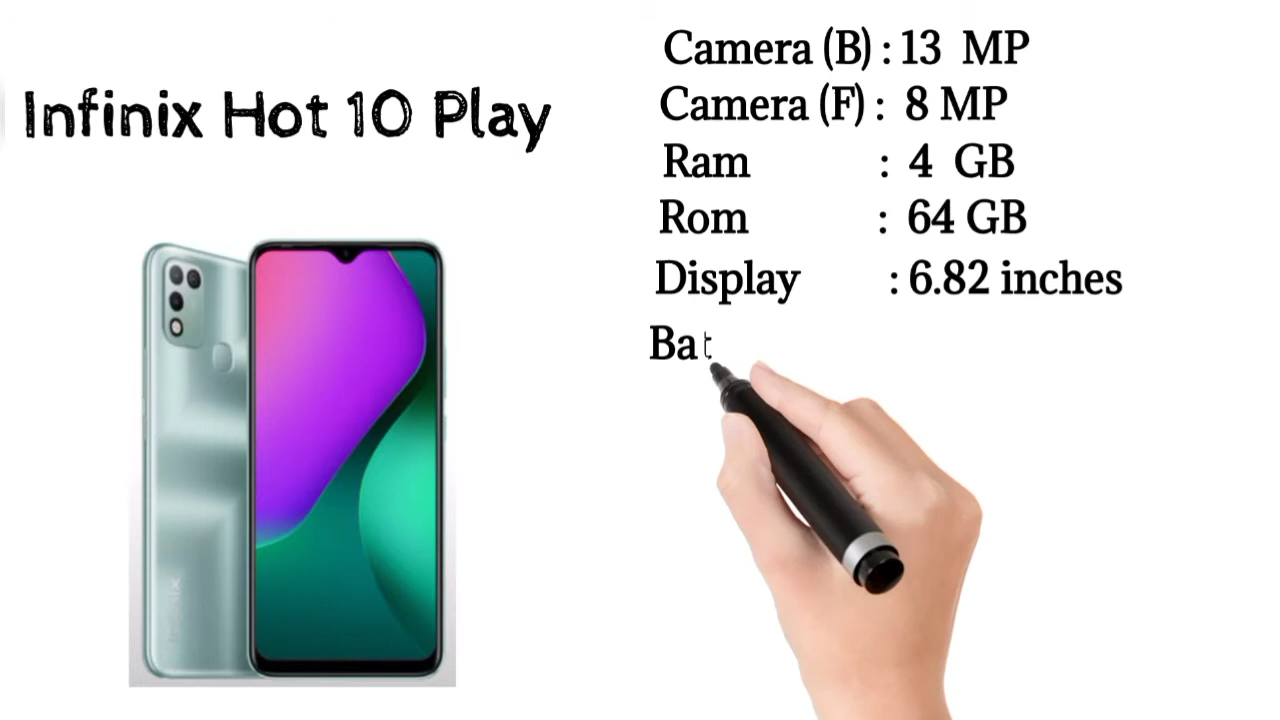 Infinix Hot 10 Play
Camera (B) : 13 MP
Camera (F) : 8 MP
Ram : 4 GB
Rom : 64 GB
Display : 6.82 inches
Bat
Infinix